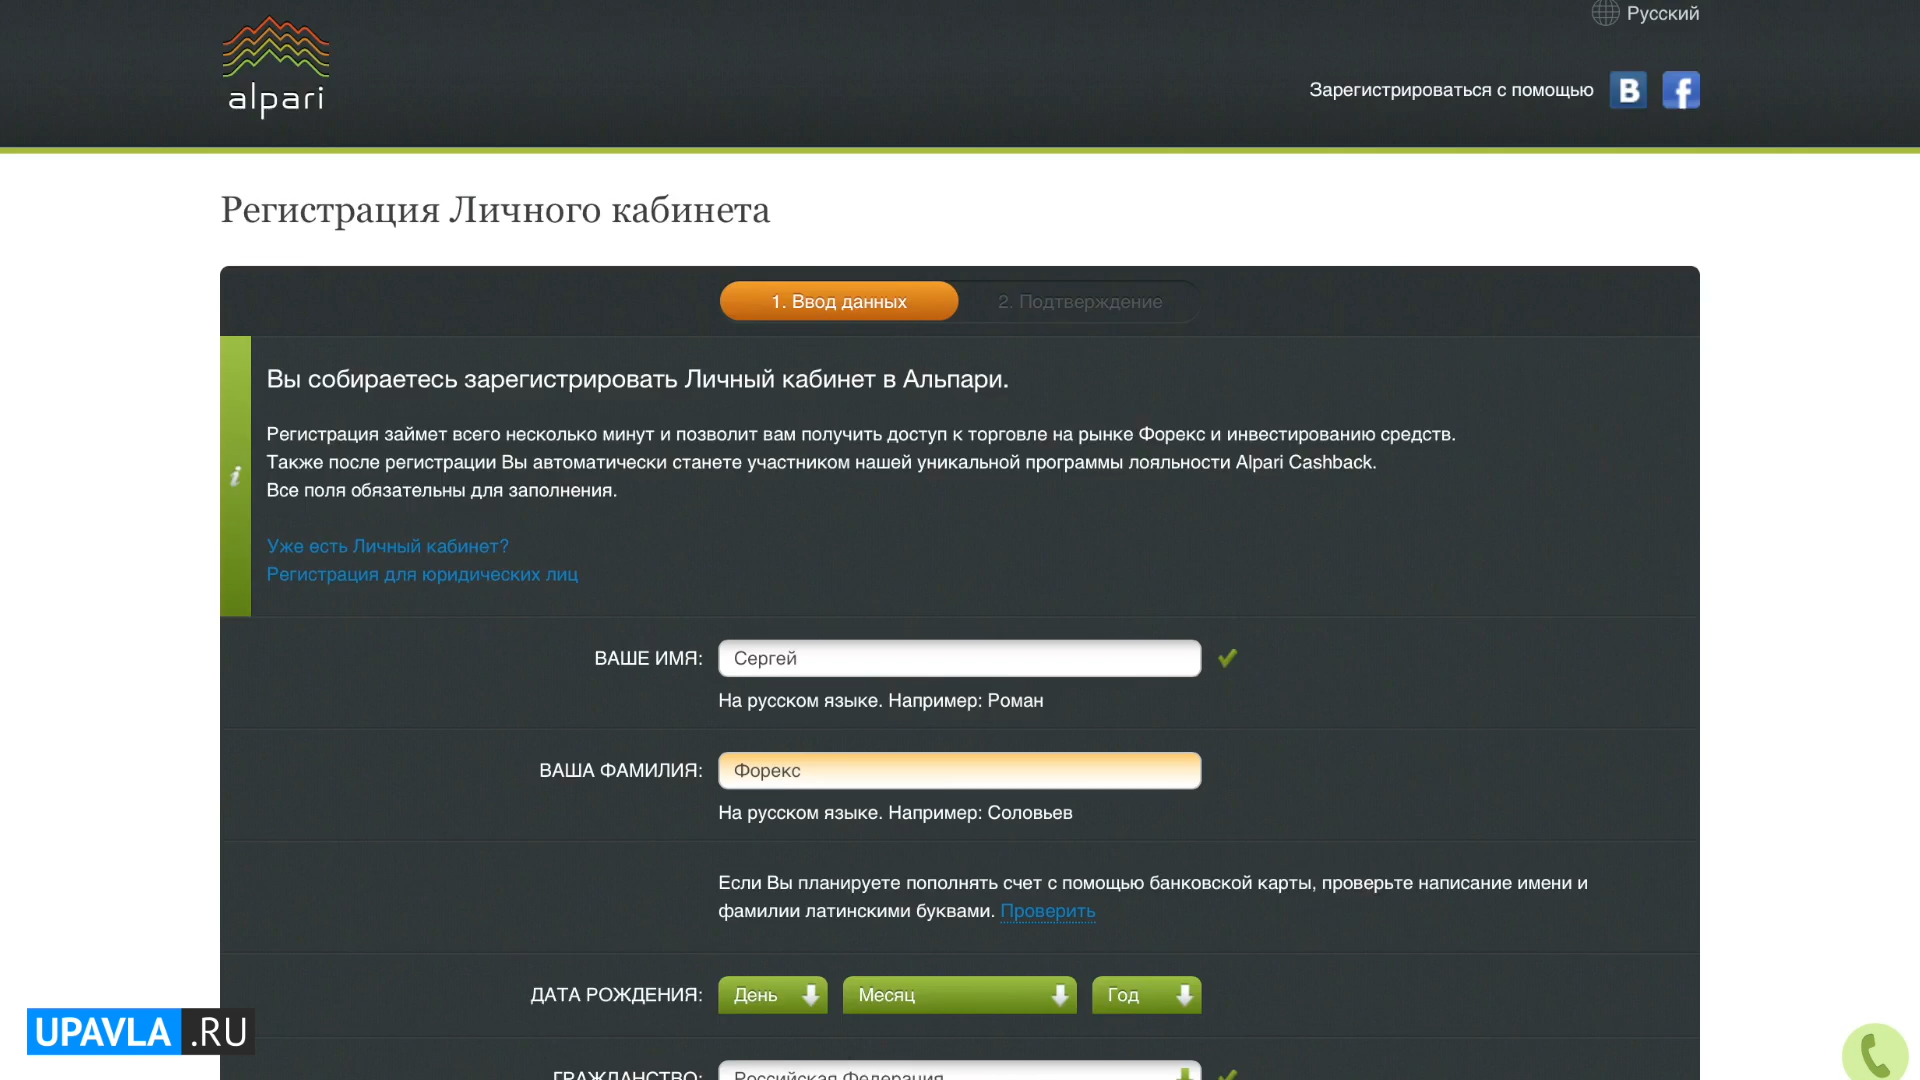 Русский
alpari
Зарегистрироваться с помощью B f
Регистрация Личного кабинета
1. Ввод данных 2. Подтверждение
Вы собираетесь зарегистрировать Личный кабинет в Альпари.
Регистрация займет всего несколько минут и позволит вам получить доступ к торговле на рынке Форекс и инвестированию средств.
Также после регистрации Вы автоматически станете участником нашей уникальной программы лояльности Alpari Cashback.
i
Все поля обязательны для заполнения.
Уже есть Личный кабинет?
Регистрация для юридических лиц
ВАШЕ ИМЯ: Сергей
На русском языке. Например: Роман
ВАША ФАМИЛИЯ: Форекс
На русском языке. Например: Соловьев
Если Вы планируете пополнять счет с помощью банковской карты, проверьте написание имени и
фамилии латинскими буквами. Проверить
ДАТА РОЖДЕНИЯ: День Месяц Год
UPAVLA.RU
ГРАЖДАНСТВО: Российская Федерация